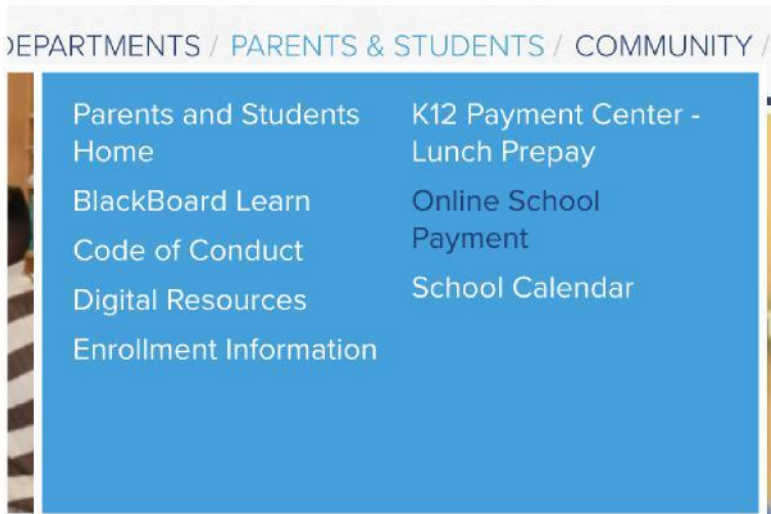 DEPARTMENTS / PARENTS & STUDENTS / COMMUNITY /
Parents and Students
Home
BlackBoard Learn
Code of Conduct
Digital Resources
Enrollment Information
K12 Payment Center -
Lunch Prepay
Online School
Payment
School Calendar